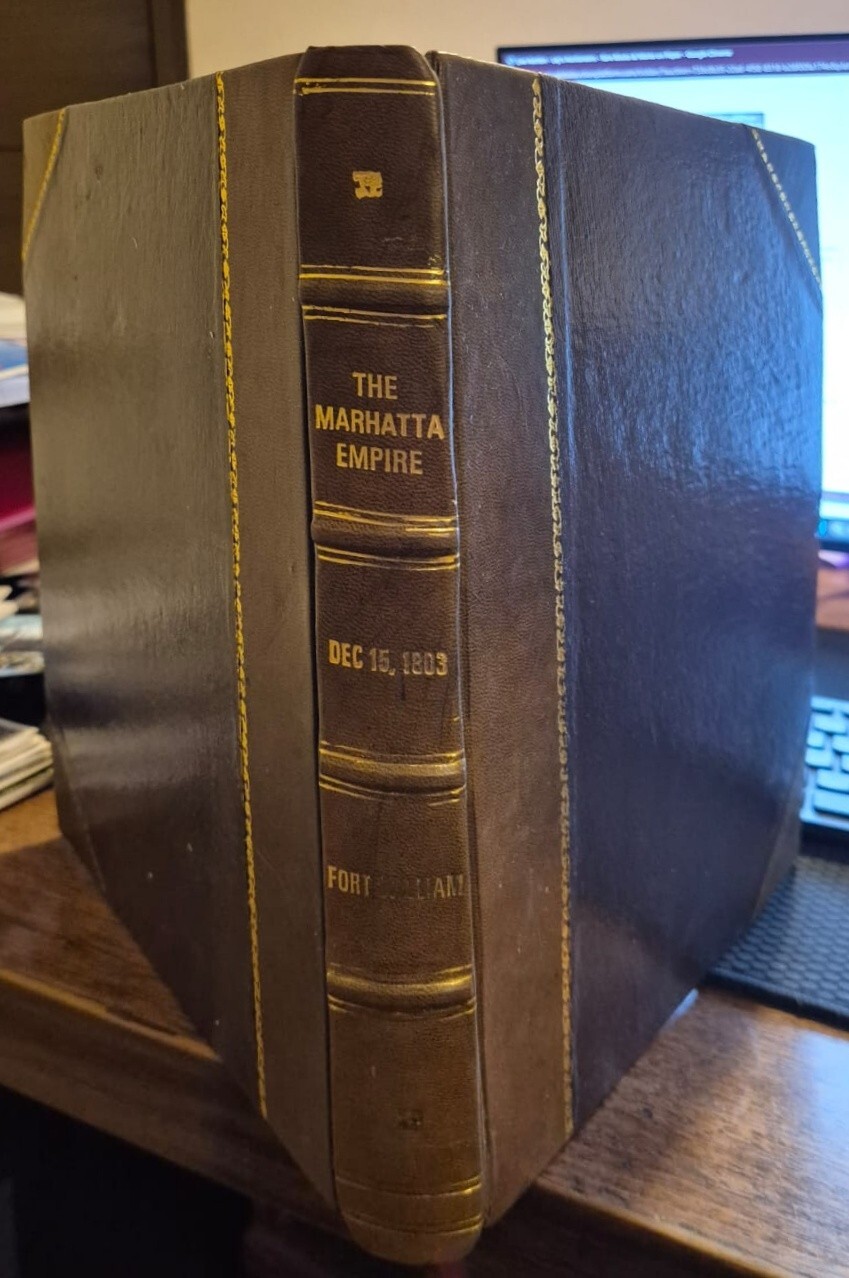 THE
MARHATTA
EMPIRE
DEC 15, 1803
FORT WILLIAM